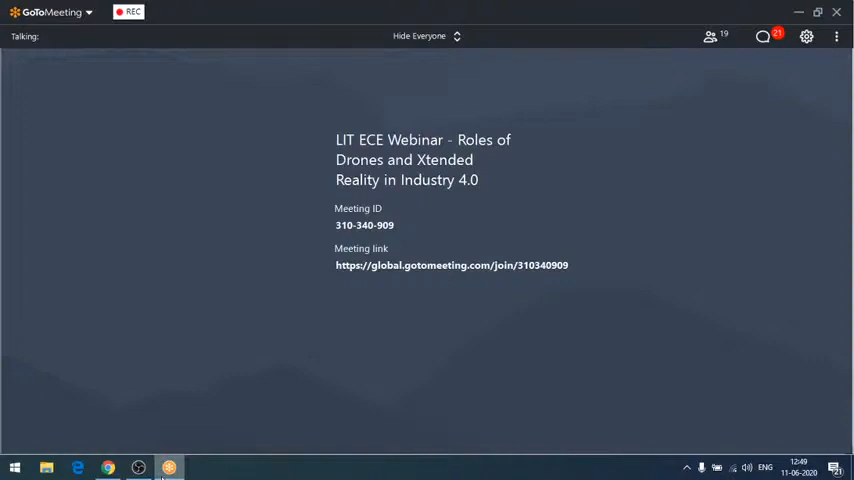 GoToMeeting
REC
Talking:
Hide Everyone
19
21
LIT ECE Webinar - Roles of
Drones and Xtended
Reality in Industry 4.0
Meeting ID
310-340-909
Meeting link
https://global.gotomeeting.com/join/310340909
ENG
12:49
11-06-2020
21